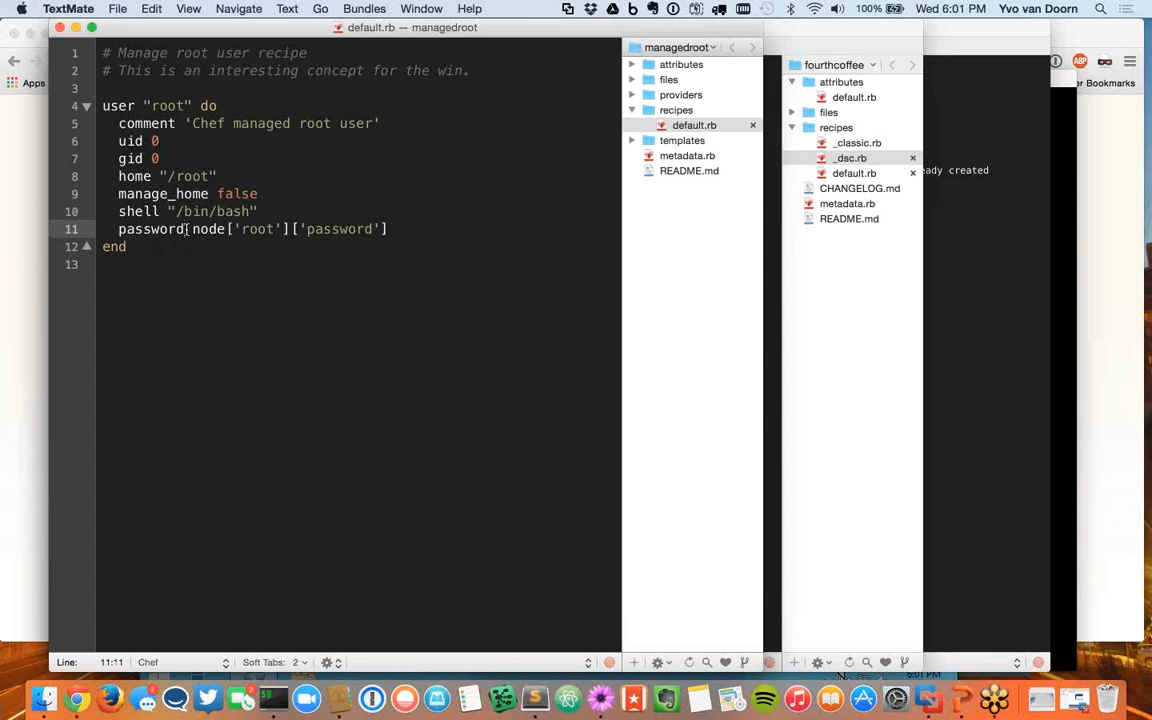 TextMate File Edit View Navigate Text Go Bundles Window Help 100% Wed 6:01 PM Yvo van Doorn
default.rb — managedroot
Apps
er Bookmarks
1 # Manage root user recipe
2 # This is an interesting concept for the win.
3
4 user "root" do
5 comment 'Chef managed root user'
6 uid 0
7 gid 0
8 home "/root"
9 manage_home false
10 shell "/bin/bash"
11 password node['root']['password']
12 end
13
managedroot
attributes
files
providers
recipes
default.rb
templates
metadata.rb
README.md
fourthcoffee
attributes
default.rb
files
recipes
_classic.rb
_dsc.rb
default.rb
CHANGELOG.md
metadata.rb
README.md
eady created
Line: 11:11 Chef Soft Tabs: 2
6:01 PM